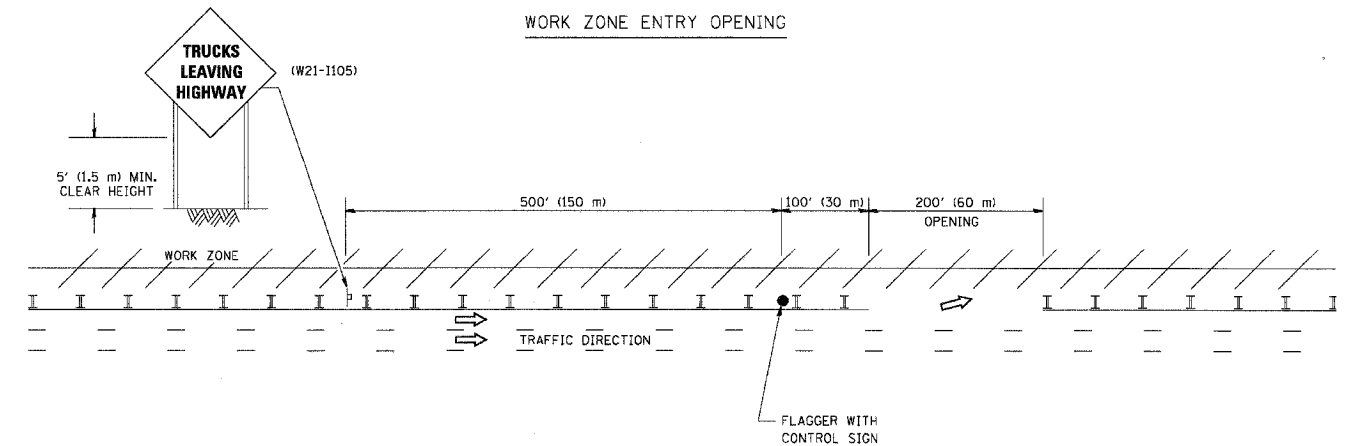 WORK ZONE ENTRY OPENING
TRUCKS
LEAVING
HIGHWAY
(W21-I105)
5' (1.5 m) MIN.
CLEAR HEIGHT
500' (150 m)
100' (30 m)
200' (60 m)
OPENING
WORK ZONE
TRAFFIC DIRECTION
FLAGGER WITH
CONTROL SIGN